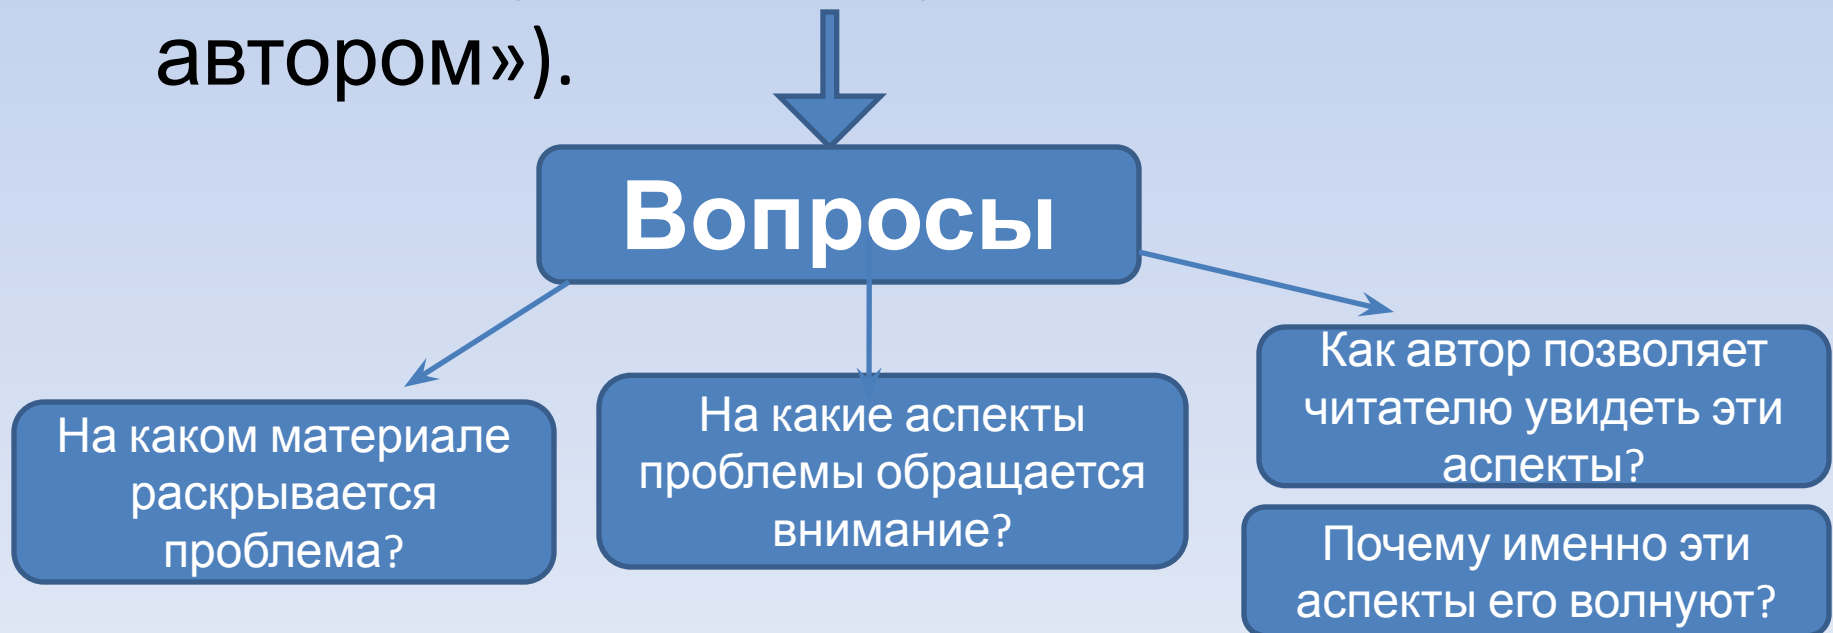 автором»).
Вопросы
На каком материале
раскрывается
проблема?
На какие аспекты
проблемы обращается
внимание?
Как автор позволяет
читателю увидеть эти
аспекты?
Почему именно эти
аспекты его волнуют?